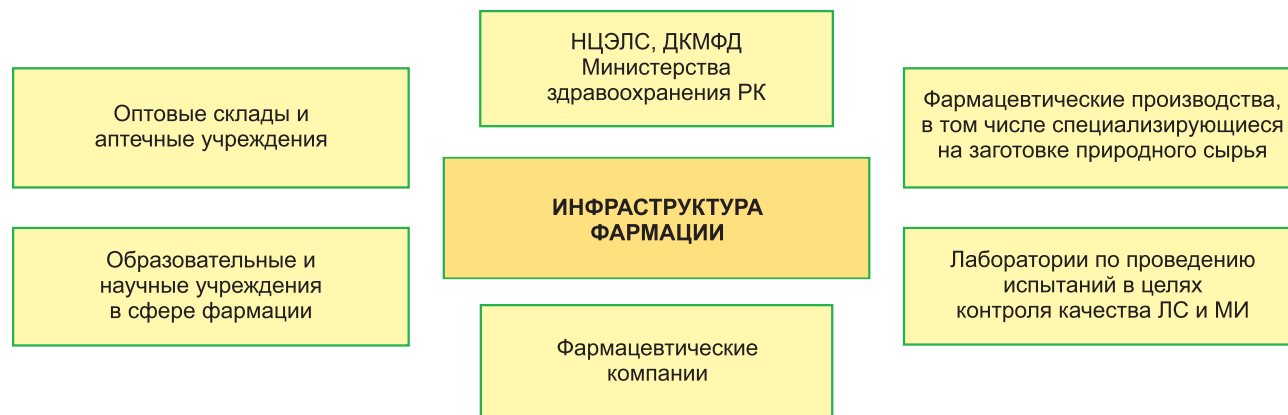 НЦЭЛС, ДКМФД
Министерства
здравоохранения РК
Оптовые склады и
аптечные учреждения
Фармацевтические производства,
в том числе специализирующиеся
на заготовке природного сырья
ИНФРАСТРУКТУРА
ФАРМАЦИИ
Образовательные и
научные учреждения
в сфере фармации
Лаборатории по проведению
испытаний в целях
контроля качества ЛС и МИ
Фармацевтические
компании